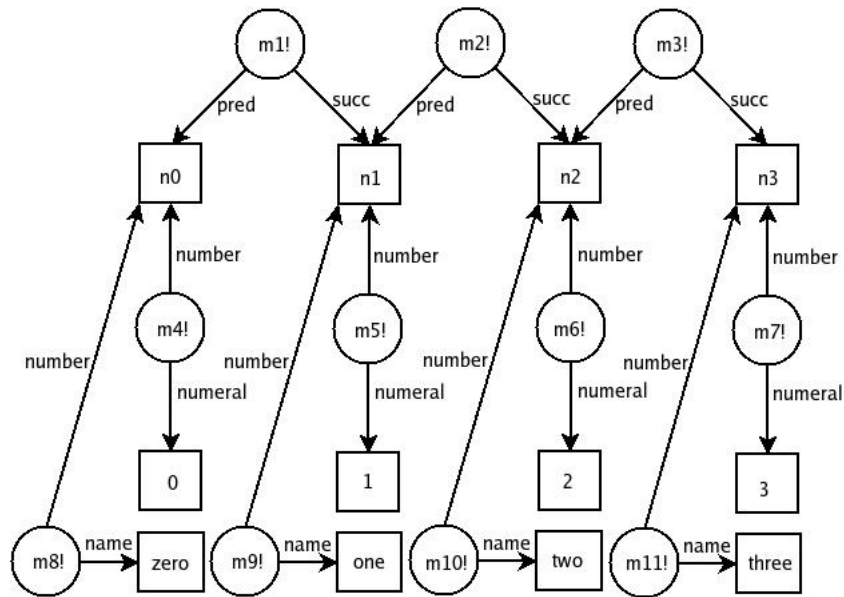 m1! m2! m3!
pred succ pred succ pred succ
n0 n1 n2 n3
number number number number
m4! m5! m6! m7!
number number number number
numeral numeral numeral numeral
0 1 2 3
m8! name zero m9! name one m10! name two m11! name three